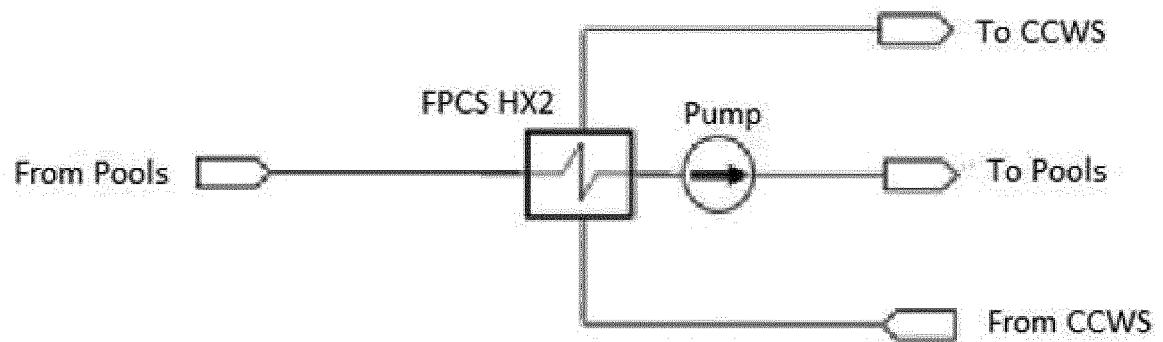 To CCWS
FPCS HX2
Pump
From Pools
To Pools
From CCWS